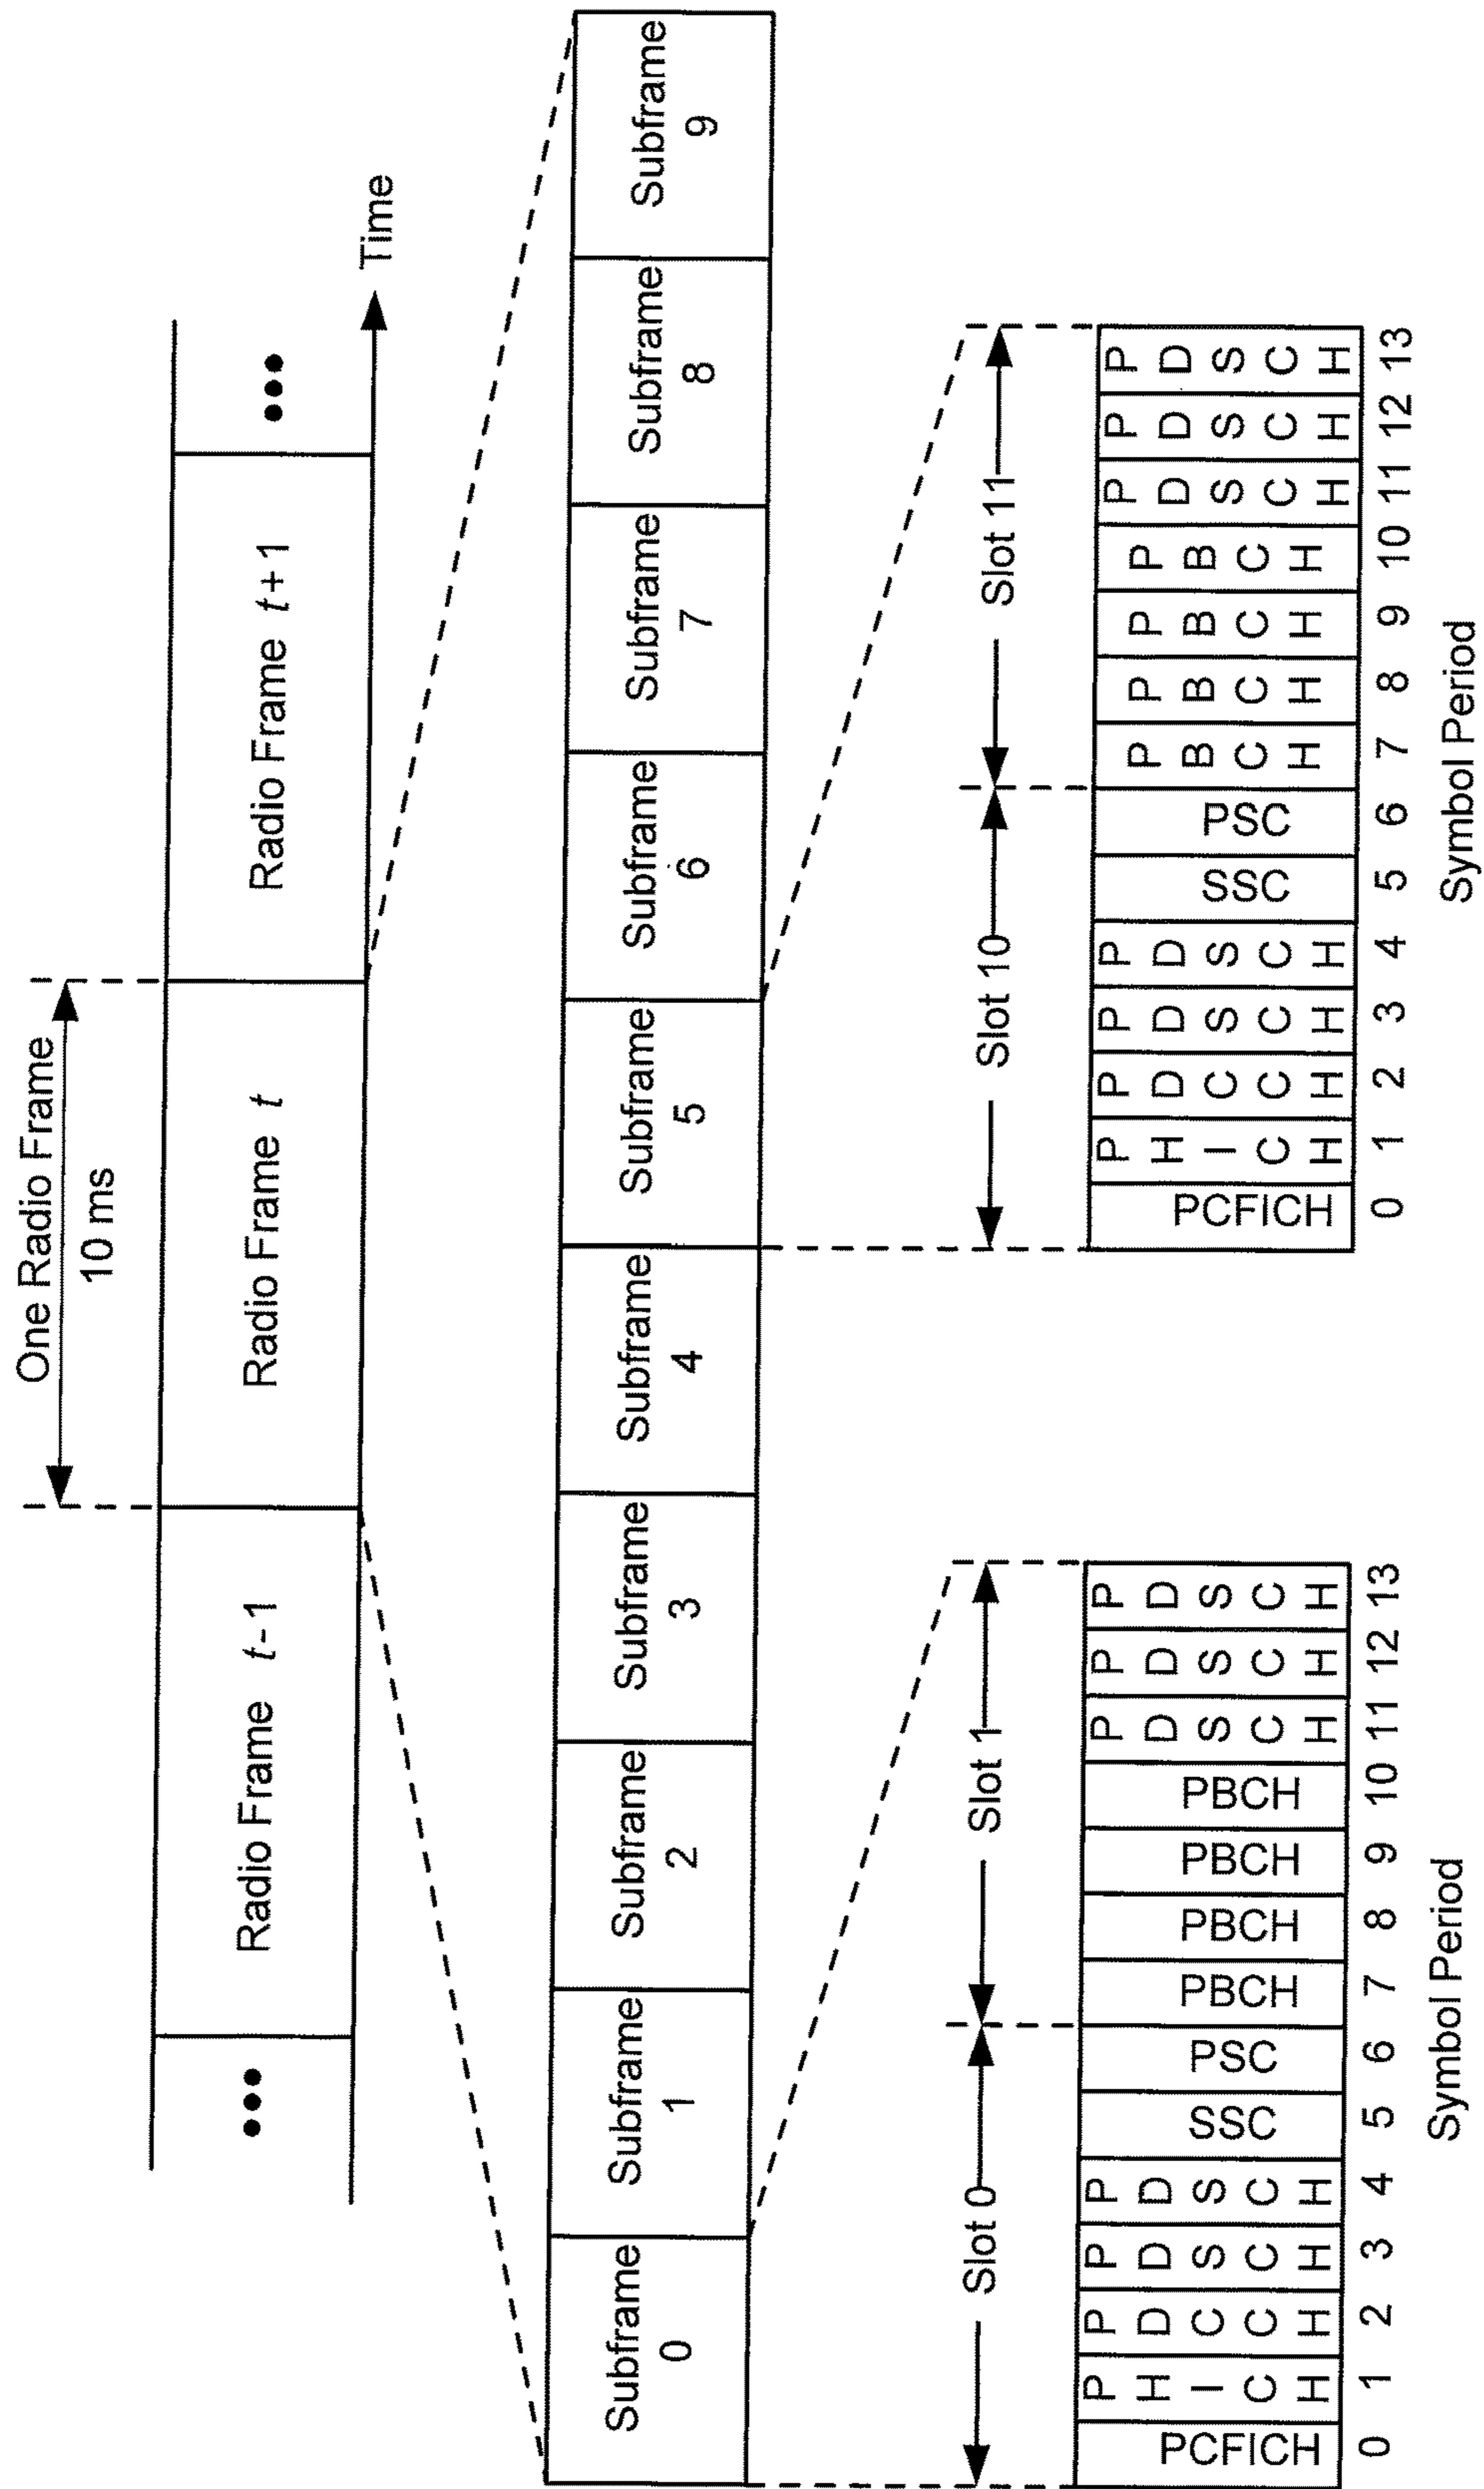 One Radio Frame
10 ms
••• Radio Frame t-1 Radio Frame t Radio Frame t+1 •••
Time
Subframe 0
Subframe 1
Subframe 2
Subframe 3
Subframe 4
Subframe 5
Subframe 6
Subframe 7
Subframe 8
Subframe 9
Slot 0 Slot 1
PCFICH PHICH PDCCH PDSCH PDSCH SSC PSC PBCH PBCH PBCH PBCH PDSCH PDSCH PDSCH
0 1 2 3 4 5 6 7 8 9 10 11 12 13
Symbol Period
Slot 10 Slot 11
PCFICH PHICH PDCCH PDSCH PDSCH SSC PSC PBCH PBCH PBCH PBCH PDSCH PDSCH PDSCH
0 1 2 3 4 5 6 7 8 9 10 11 12 13
Symbol Period